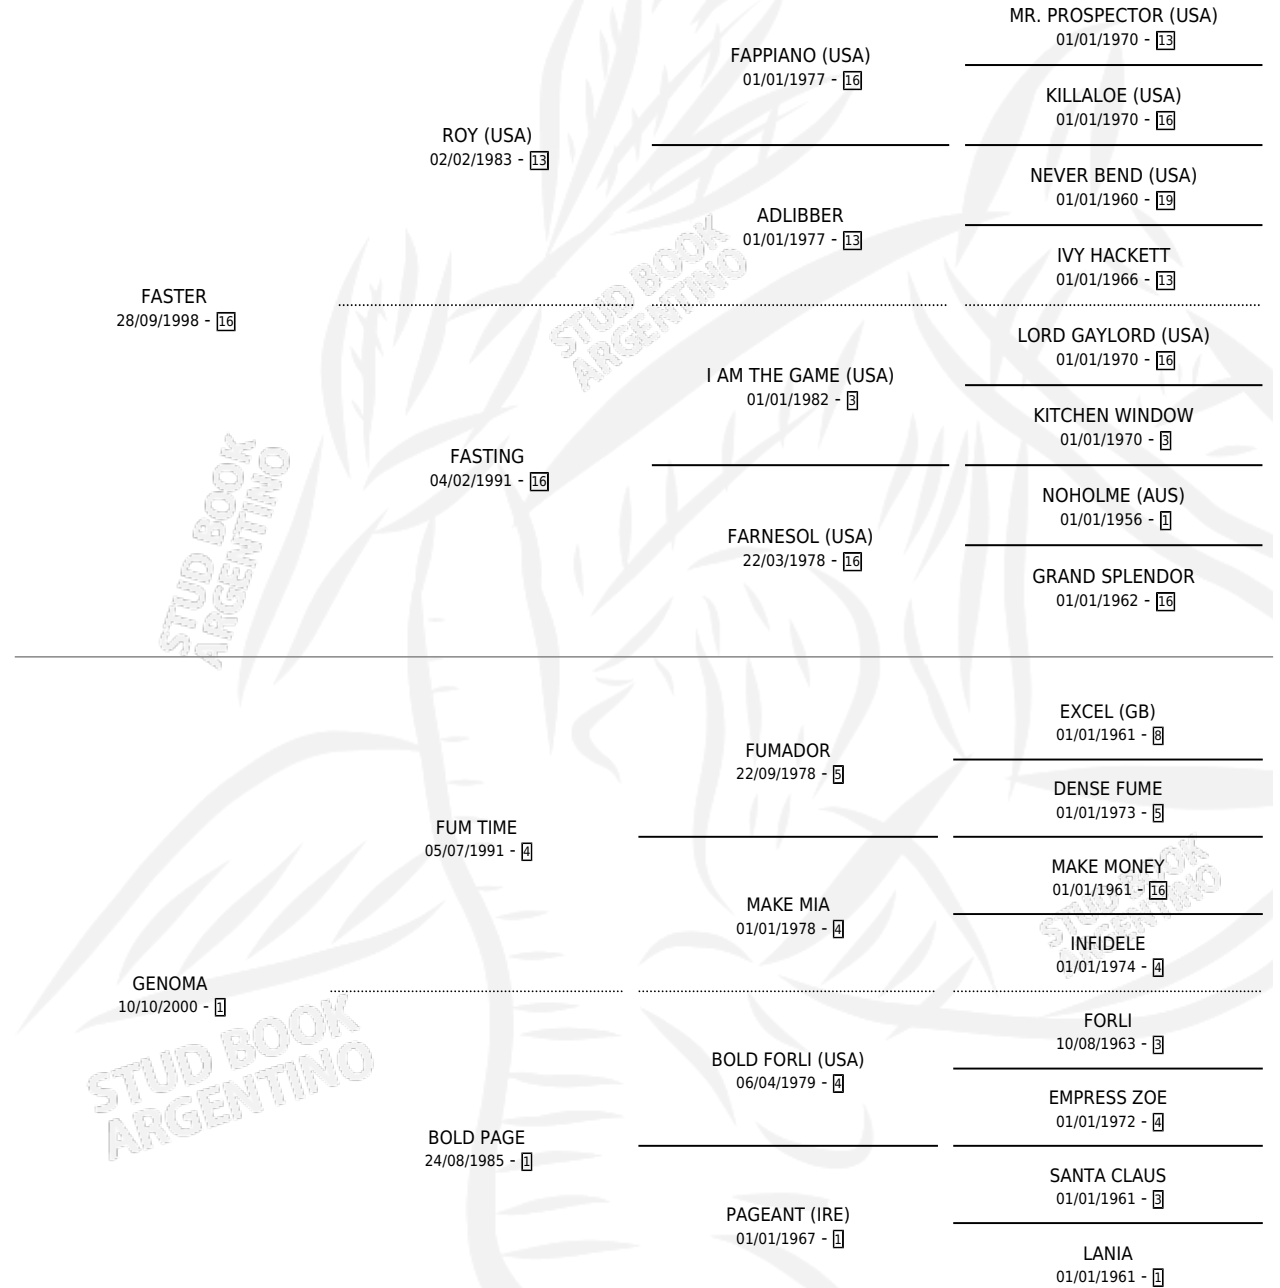 MR. PROSPECTOR (USA)
01/01/1970 - 13
FAPPIANO (USA)
01/01/1977 - 16
KILLALOE (USA)
01/01/1970 - 16
ROY (USA)
02/02/1983 - 13
NEVER BEND (USA)
01/01/1960 - 19
ADLIBBER
01/01/1977 - 13
IVY HACKETT
01/01/1966 - 13
FASTER
28/09/1998 - 16
LORD GAYLORD (USA)
01/01/1970 - 16
I AM THE GAME (USA)
01/01/1982 - 3
KITCHEN WINDOW
01/01/1970 - 3
FASTING
04/02/1991 - 16
NOHOLME (AUS)
01/01/1956 - 1
FARNESOL (USA)
22/03/1978 - 16
GRAND SPLENDOR
01/01/1962 - 16
EXCEL (GB)
01/01/1961 - 8
FUMADOR
22/09/1978 - 5
DENSE FUME
01/01/1973 - 5
FUM TIME
05/07/1991 - 4
MAKE MONEY
01/01/1961 - 16
MAKE MIA
01/01/1978 - 4
INFIDELE
01/01/1974 - 4
GENOMA
10/10/2000 - 1
FORLI
10/08/1963 - 3
BOLD FORLI (USA)
06/04/1979 - 4
EMPRESS ZOE
01/01/1972 - 4
BOLD PAGE
24/08/1985 - 1
SANTA CLAUS
01/01/1961 - 3
PAGEANT (IRE)
01/01/1967 - 1
LANIA
01/01/1961 - 1
STUD BOOK
ARGENTINO
STUD BOOK
ARGENTINO
STUD BOOK
ARGENTINO
STUD BOOK
ARGENTINO